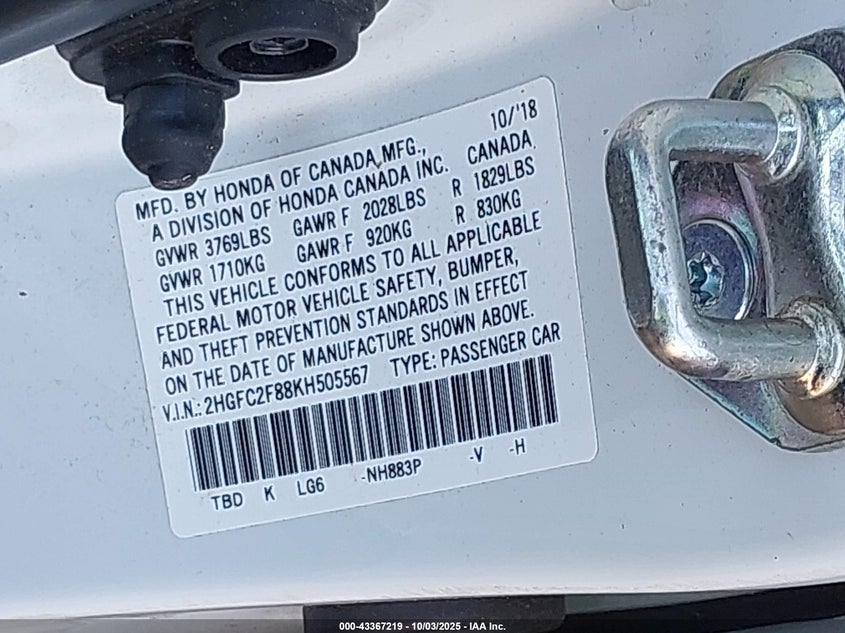 10/'18
MFD. BY HONDA OF CANADA MFG.,
A DIVISION OF HONDA CANADA INC. CANADA
GVWR 3769LBS GAWR F 2028LBS R 1829LBS
GVWR 1710KG GAWR F 920KG R 830KG
THIS VEHICLE CONFORMS TO ALL APPLICABLE
FEDERAL MOTOR VEHICLE SAFETY, BUMPER,
AND THEFT PREVENTION STANDARDS IN EFFECT
ON THE DATE OF MANUFACTURE SHOWN ABOVE.
V.I.N.: 2HGFC2F88KH505567 TYPE: PASSENGER CAR
TBD K LG6 -NH883P -V -H
000-43367219 - 10/03/2025 - IAA Inc.